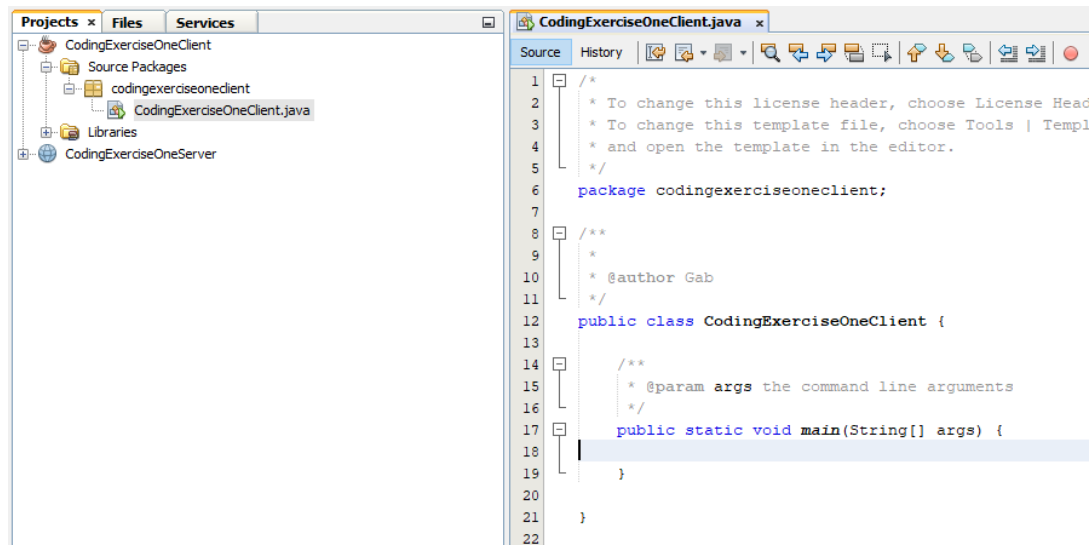 Projects × Files Services
CodingExerciseOneClient
Source Packages
codingexerciseoneclient
CodingExerciseOneClient.java
Libraries
CodingExerciseOneServer
CodingExerciseOneClient.java ×
Source History
1 /*
2 * To change this license header, choose License Head
3 * To change this template file, choose Tools | Templ
4 * and open the template in the editor.
5 */
6 package codingexerciseoneclient;
7
8 /**
9 *
10 * @author Gab
11 */
12 public class CodingExerciseOneClient {
13
14 /**
15 * @param args the command line arguments
16 */
17 public static void main(String[] args) {
18
19 }
20
21 }
22